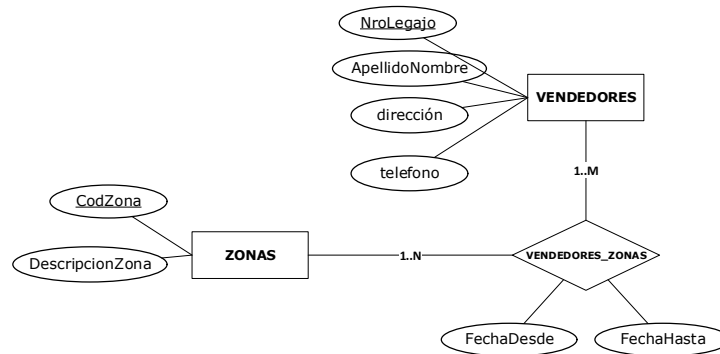 NroLegajo
ApellidoNombre
VENDEDORES
dirección
telefono
1..M
CodZona
DescripcionZona
ZONAS
1..N
VENDEDORES_ZONAS
FechaDesde
FechaHasta